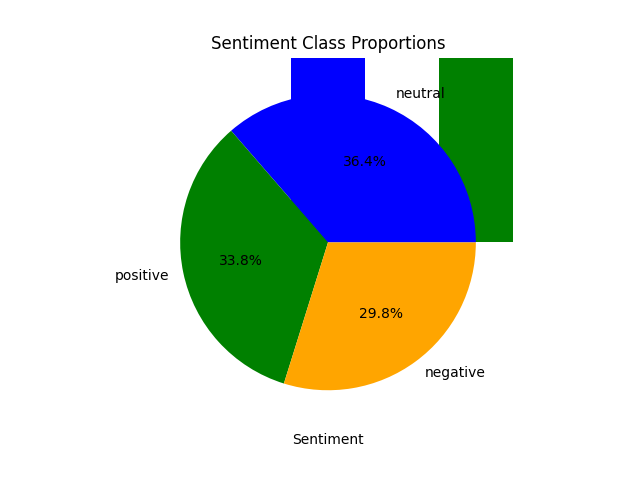 Sentiment Class Proportions
neutral
36.4%
33.8%
positive
29.8%
negative
Sentiment